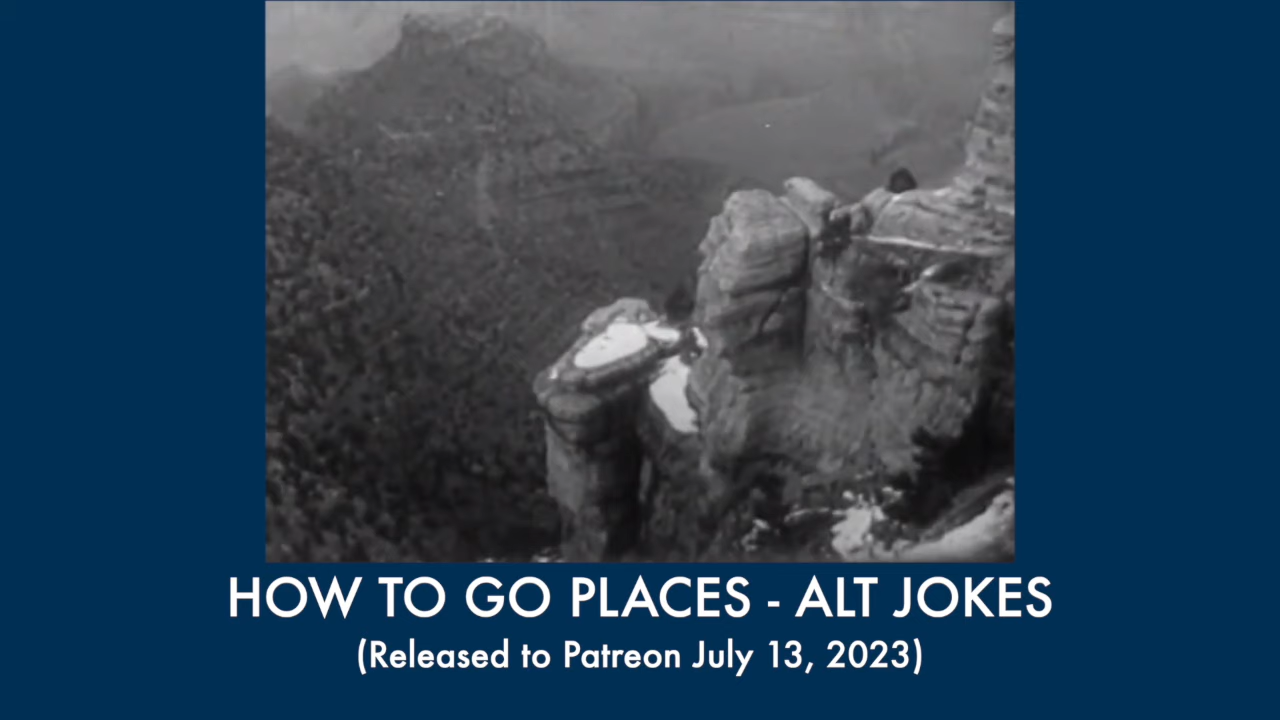 HOW TO GO PLACES - ALT JOKES
(Released to Patreon July 13, 2023)